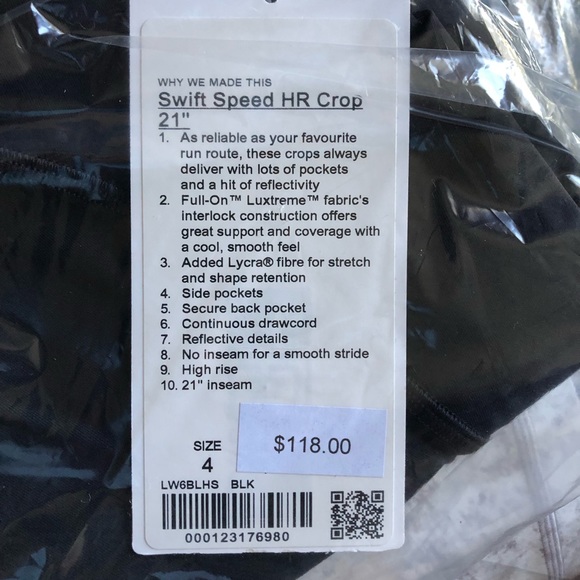 WHY WE MADE THIS
Swift Speed HR Crop
21"
1. As reliable as your favourite
run route, these crops always
deliver with lots of pockets
and a hit of reflectivity
2. Full-On™ Luxtreme™ fabric's
interlock construction offers
great support and coverage with
a cool, smooth feel
3. Added Lycra® fibre for stretch
and shape retention
4. Side pockets
5. Secure back pocket
6. Continuous drawcord
7. Reflective details
8. No inseam for a smooth stride
9. High rise
10. 21" inseam
SIZE
4
$118.00
LW6BLHS BLK
000123176980